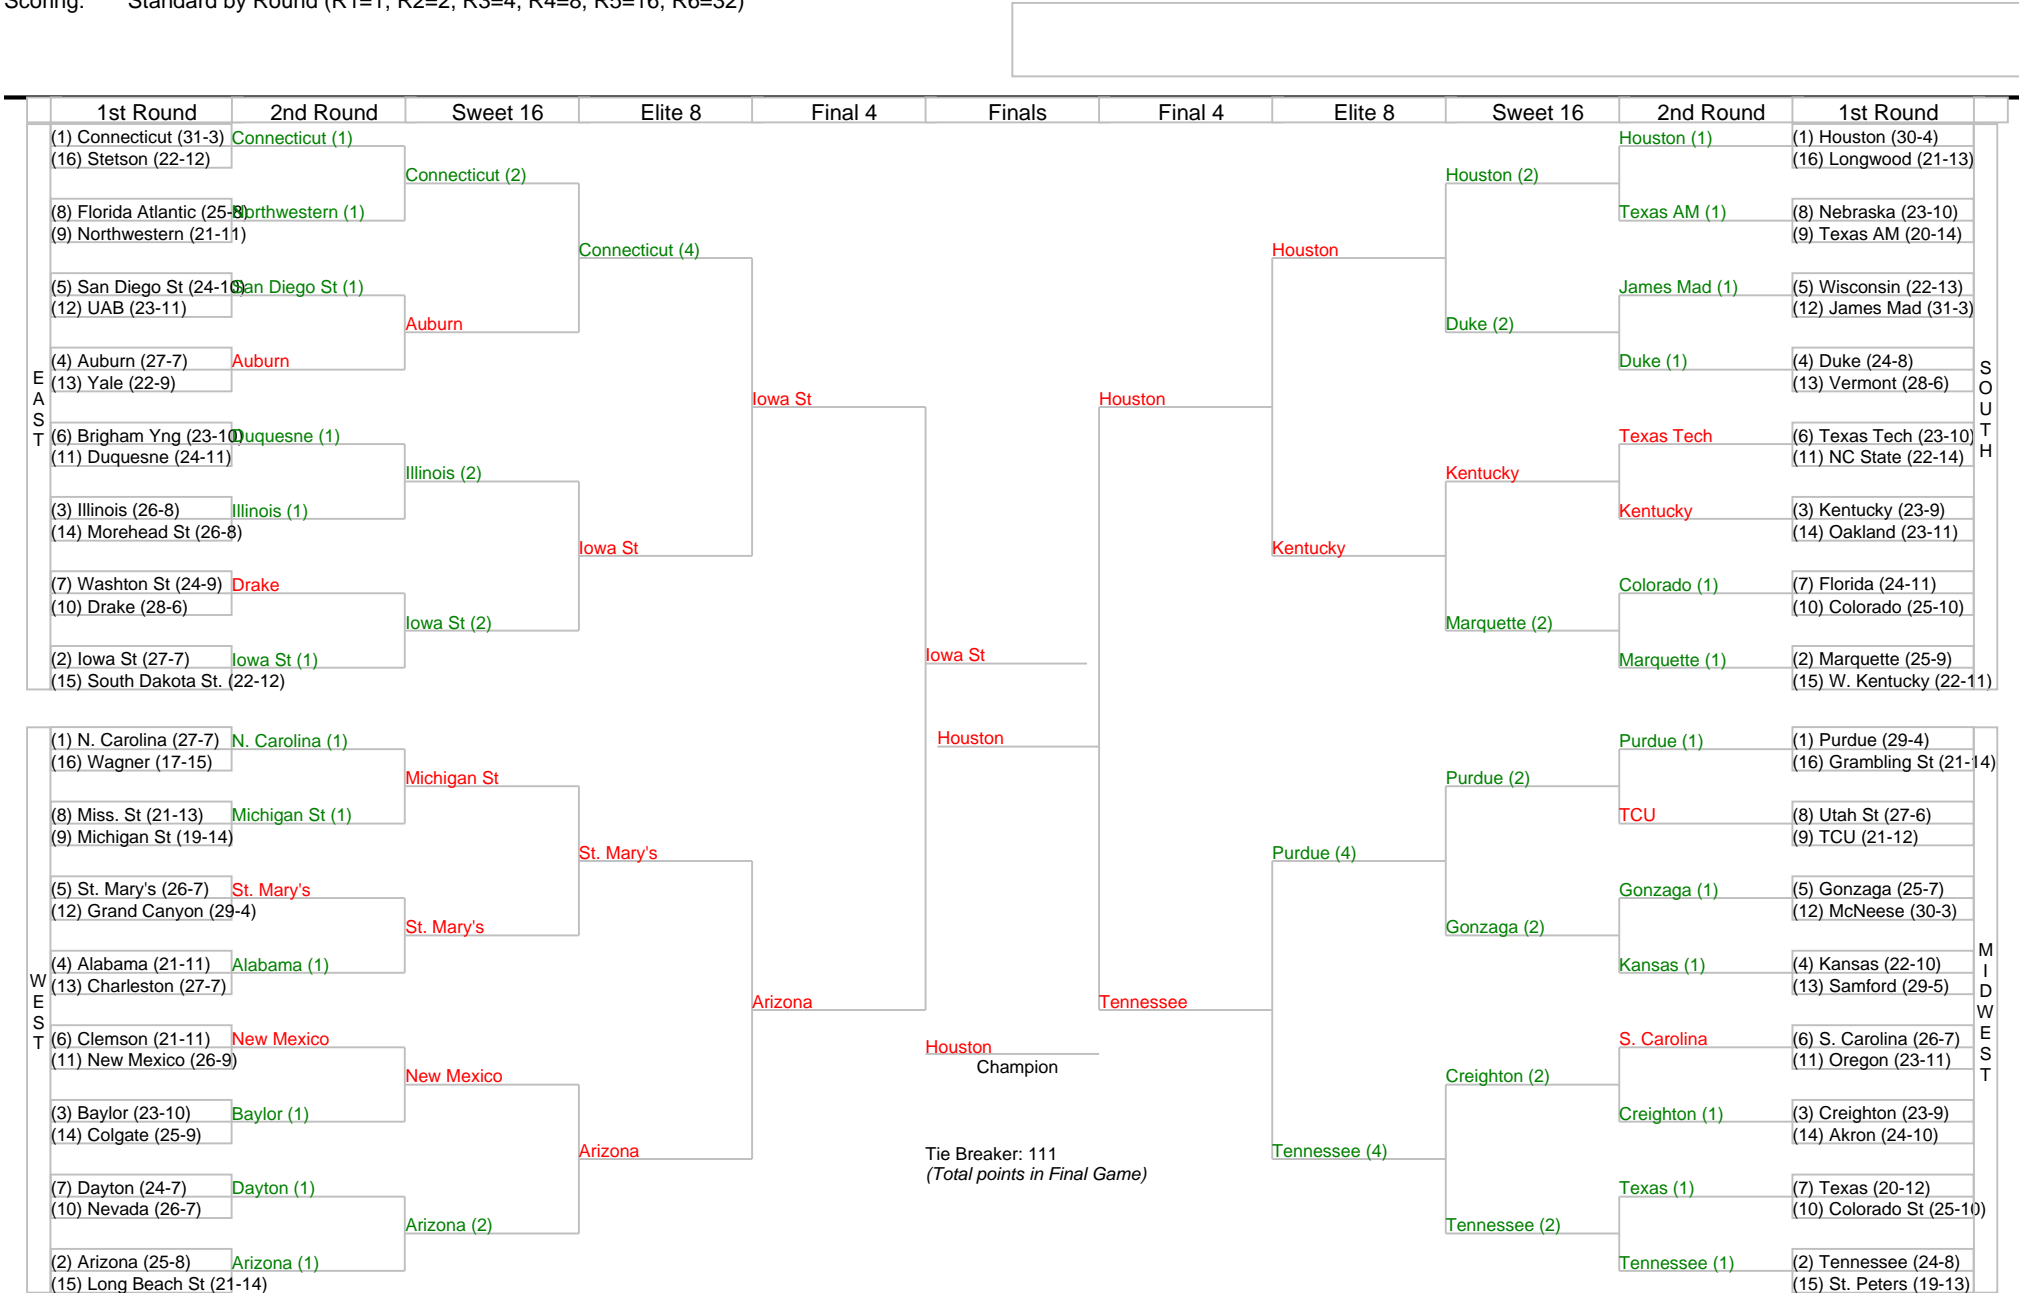 Scoring: Standard by Round (R1=1, R2=2, R3=4, R4=8, R5=16, R6=32)
1st Round 2nd Round Sweet 16 Elite 8 Final 4 Finals Final 4 Elite 8 Sweet 16 2nd Round 1st Round
EAST
(1) Connecticut (31-3)
(16) Stetson (22-12)
(8) Florida Atlantic (25-8)
(9) Northwestern (21-11)
(5) San Diego St (24-10)
(12) UAB (23-11)
(4) Auburn (27-7)
(13) Yale (22-9)
(6) Brigham Yng (23-10)
(11) Duquesne (24-11)
(3) Illinois (26-8)
(14) Morehead St (26-8)
(7) Washton St (24-9)
(10) Drake (28-6)
(2) Iowa St (27-7)
(15) South Dakota St. (22-12)
Connecticut (1)
Northwestern (1)
San Diego St (1)
Auburn
Duquesne (1)
Illinois (1)
Drake
Iowa St (1)
Connecticut (2)
Auburn
Illinois (2)
Iowa St (2)
Connecticut (4)
Iowa St
Iowa St
WEST
(1) N. Carolina (27-7)
(16) Wagner (17-15)
(8) Miss. St (21-13)
(9) Michigan St (19-14)
(5) St. Mary's (26-7)
(12) Grand Canyon (29-4)
(4) Alabama (21-11)
(13) Charleston (27-7)
(6) Clemson (21-11)
(11) New Mexico (26-9)
(3) Baylor (23-10)
(14) Colgate (25-9)
(7) Dayton (24-7)
(10) Nevada (26-7)
(2) Arizona (25-8)
(15) Long Beach St (21-14)
N. Carolina (1)
Michigan St (1)
St. Mary's
Alabama (1)
New Mexico
Baylor (1)
Dayton (1)
Arizona (1)
Michigan St
St. Mary's
New Mexico
Arizona (2)
St. Mary's
Arizona
Arizona
Iowa St
Houston
Houston
Champion
Tie Breaker: 111
(Total points in Final Game)
Houston
Tennessee
Houston
Kentucky
Houston (2)
Duke (2)
Kentucky
Marquette (2)
Houston (1)
Texas AM (1)
James Mad (1)
Duke (1)
Texas Tech
Kentucky
Colorado (1)
Marquette (1)
(1) Houston (30-4)
(16) Longwood (21-13)
(8) Nebraska (23-10)
(9) Texas AM (20-14)
(5) Wisconsin (22-13)
(12) James Mad (31-3)
(4) Duke (24-8)
(13) Vermont (28-6)
(6) Texas Tech (23-10)
(11) NC State (22-14)
(3) Kentucky (23-9)
(14) Oakland (23-11)
(7) Florida (24-11)
(10) Colorado (25-10)
(2) Marquette (25-9)
(15) W. Kentucky (22-11)
SOUTH
Purdue (4)
Tennessee (4)
Purdue (2)
Gonzaga (2)
Creighton (2)
Tennessee (2)
Purdue (1)
TCU
Gonzaga (1)
Kansas (1)
S. Carolina
Creighton (1)
Texas (1)
Tennessee (1)
(1) Purdue (29-4)
(16) Grambling St (21-14)
(8) Utah St (27-6)
(9) TCU (21-12)
(5) Gonzaga (25-7)
(12) McNeese (30-3)
(4) Kansas (22-10)
(13) Samford (29-5)
(6) S. Carolina (26-7)
(11) Oregon (23-11)
(3) Creighton (23-9)
(14) Akron (24-10)
(7) Texas (20-12)
(10) Colorado St (25-10)
(2) Tennessee (24-8)
(15) St. Peters (19-13)
MIDWEST